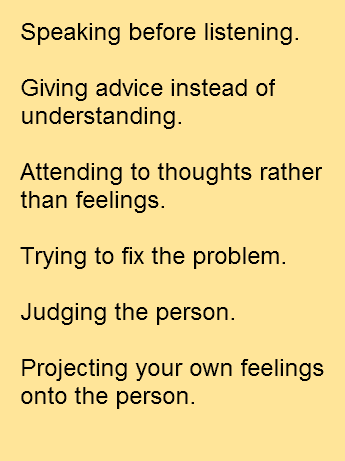 Speaking before listening.
Giving advice instead of
understanding.
Attending to thoughts rather
than feelings.
Trying to fix the problem.
Judging the person.
Projecting your own feelings
onto the person.